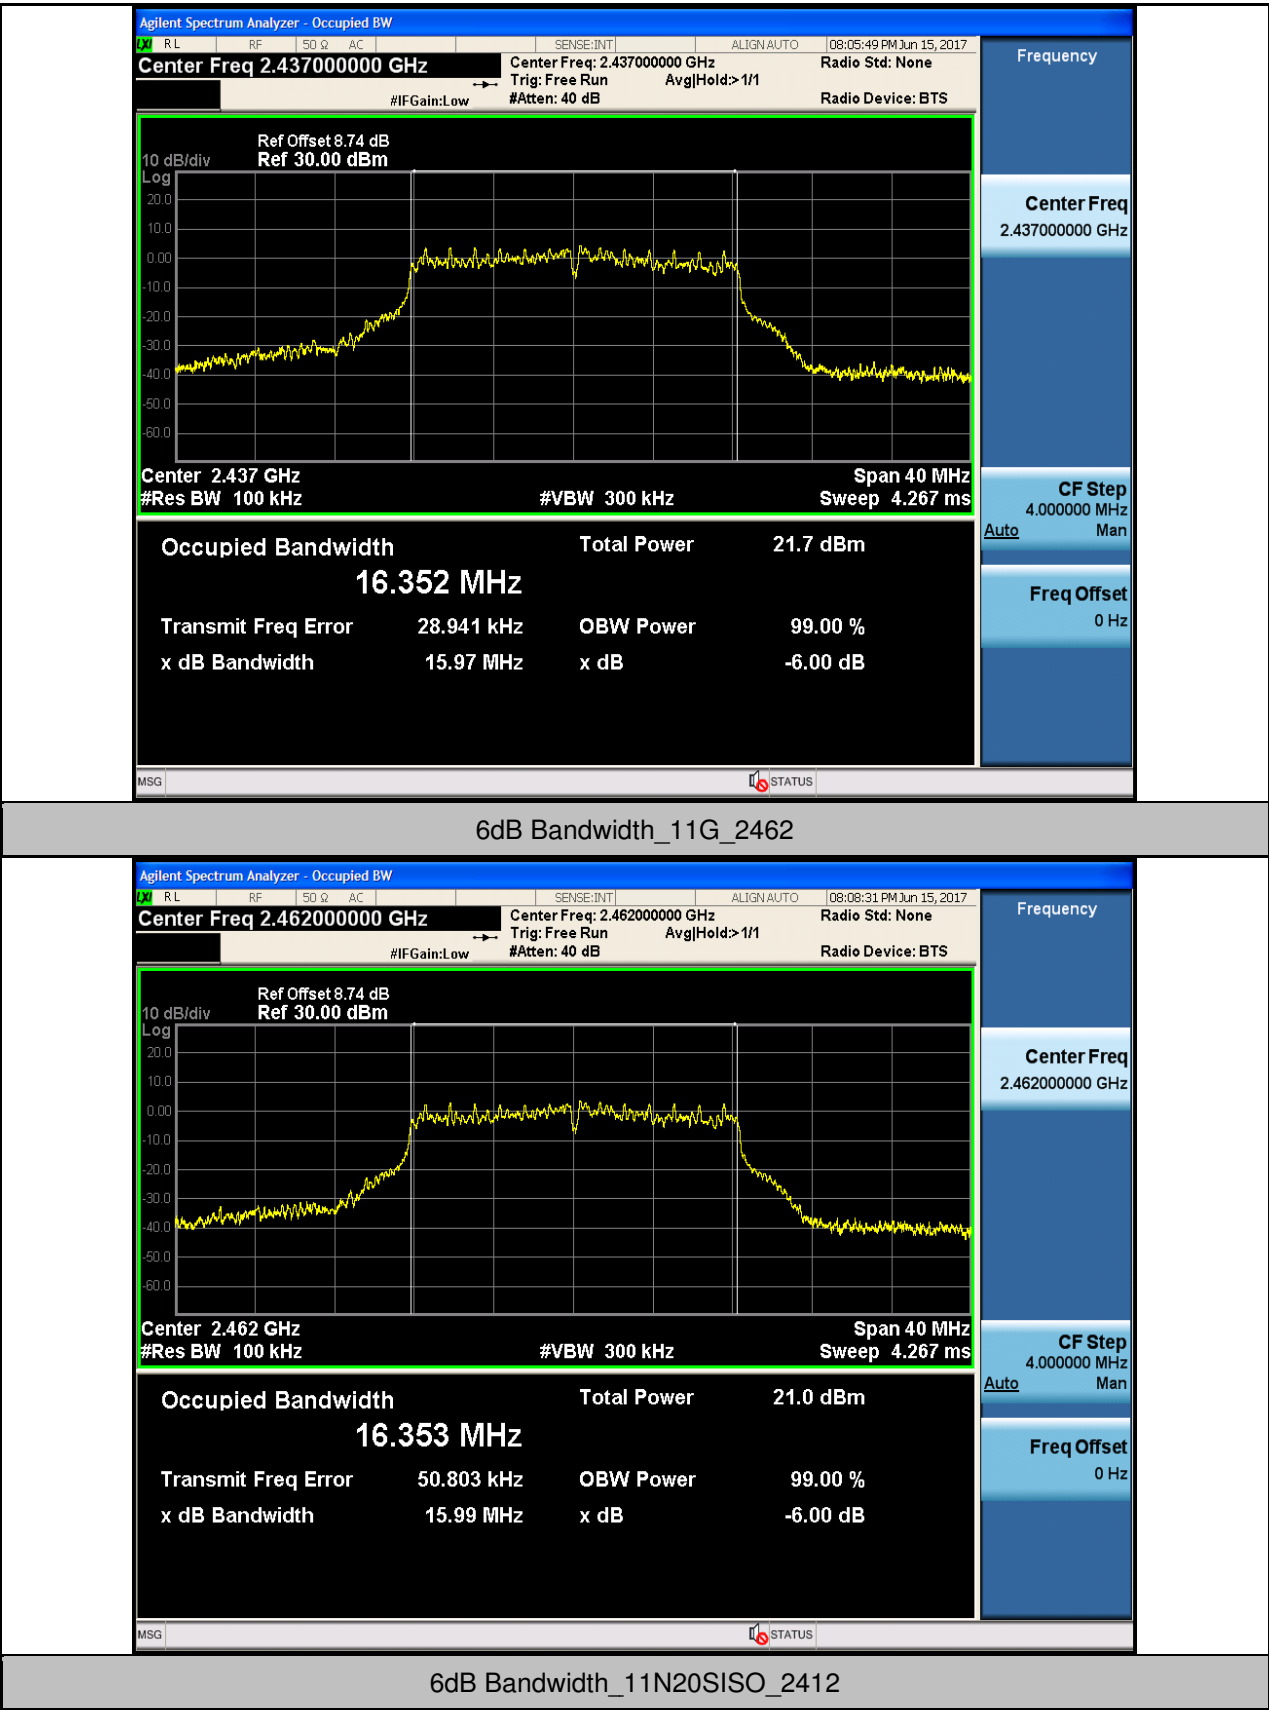 Agilent Spectrum Analyzer - Occupied BW
LXI RL RF 50 Ω AC SENSE:INT ALIGN AUTO 08:05:49 PM Jun 15, 2017
Center Freq 2.437000000 GHz
Center Freq: 2.437000000 GHz Radio Std: None
Trig: Free Run Avg|Hold:>1/1
#IFGain:Low #Atten: 40 dB Radio Device: BTS
Frequency
Ref Offset 8.74 dB
10 dB/div Ref 30.00 dBm
Log
20.0
10.0
0.00
-10.0
-20.0
-30.0
-40.0
-50.0
-60.0
Center 2.437 GHz Span 40 MHz
#Res BW 100 kHz #VBW 300 kHz Sweep 4.267 ms
Center Freq
2.437000000 GHz
CF Step
4.000000 MHz
Auto Man
Freq Offset
0 Hz
Occupied Bandwidth Total Power 21.7 dBm
16.352 MHz
Transmit Freq Error 28.941 kHz OBW Power 99.00 %
x dB Bandwidth 15.97 MHz x dB -6.00 dB
MSG STATUS
6dB Bandwidth_11G_2462
Agilent Spectrum Analyzer - Occupied BW
LXI RL RF 50 Ω AC SENSE:INT ALIGN AUTO 08:08:31 PM Jun 15, 2017
Center Freq 2.462000000 GHz
Center Freq: 2.462000000 GHz Radio Std: None
Trig: Free Run Avg|Hold:>1/1
#IFGain:Low #Atten: 40 dB Radio Device: BTS
Frequency
Ref Offset 8.74 dB
10 dB/div Ref 30.00 dBm
Log
20.0
10.0
0.00
-10.0
-20.0
-30.0
-40.0
-50.0
-60.0
Center 2.462 GHz Span 40 MHz
#Res BW 100 kHz #VBW 300 kHz Sweep 4.267 ms
Center Freq
2.462000000 GHz
CF Step
4.000000 MHz
Auto Man
Freq Offset
0 Hz
Occupied Bandwidth Total Power 21.0 dBm
16.353 MHz
Transmit Freq Error 50.803 kHz OBW Power 99.00 %
x dB Bandwidth 15.99 MHz x dB -6.00 dB
MSG STATUS
6dB Bandwidth_11N20SISO_2412